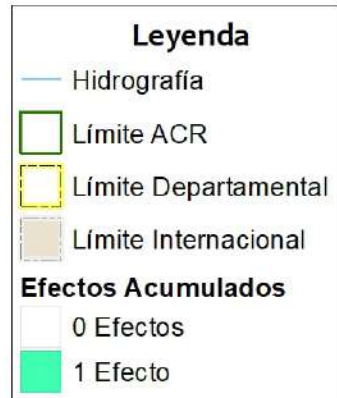 Leyenda
Hidrografía
Límite ACR
Límite Departamental
Límite Internacional
Efectos Acumulados
0 Efectos
1 Efecto